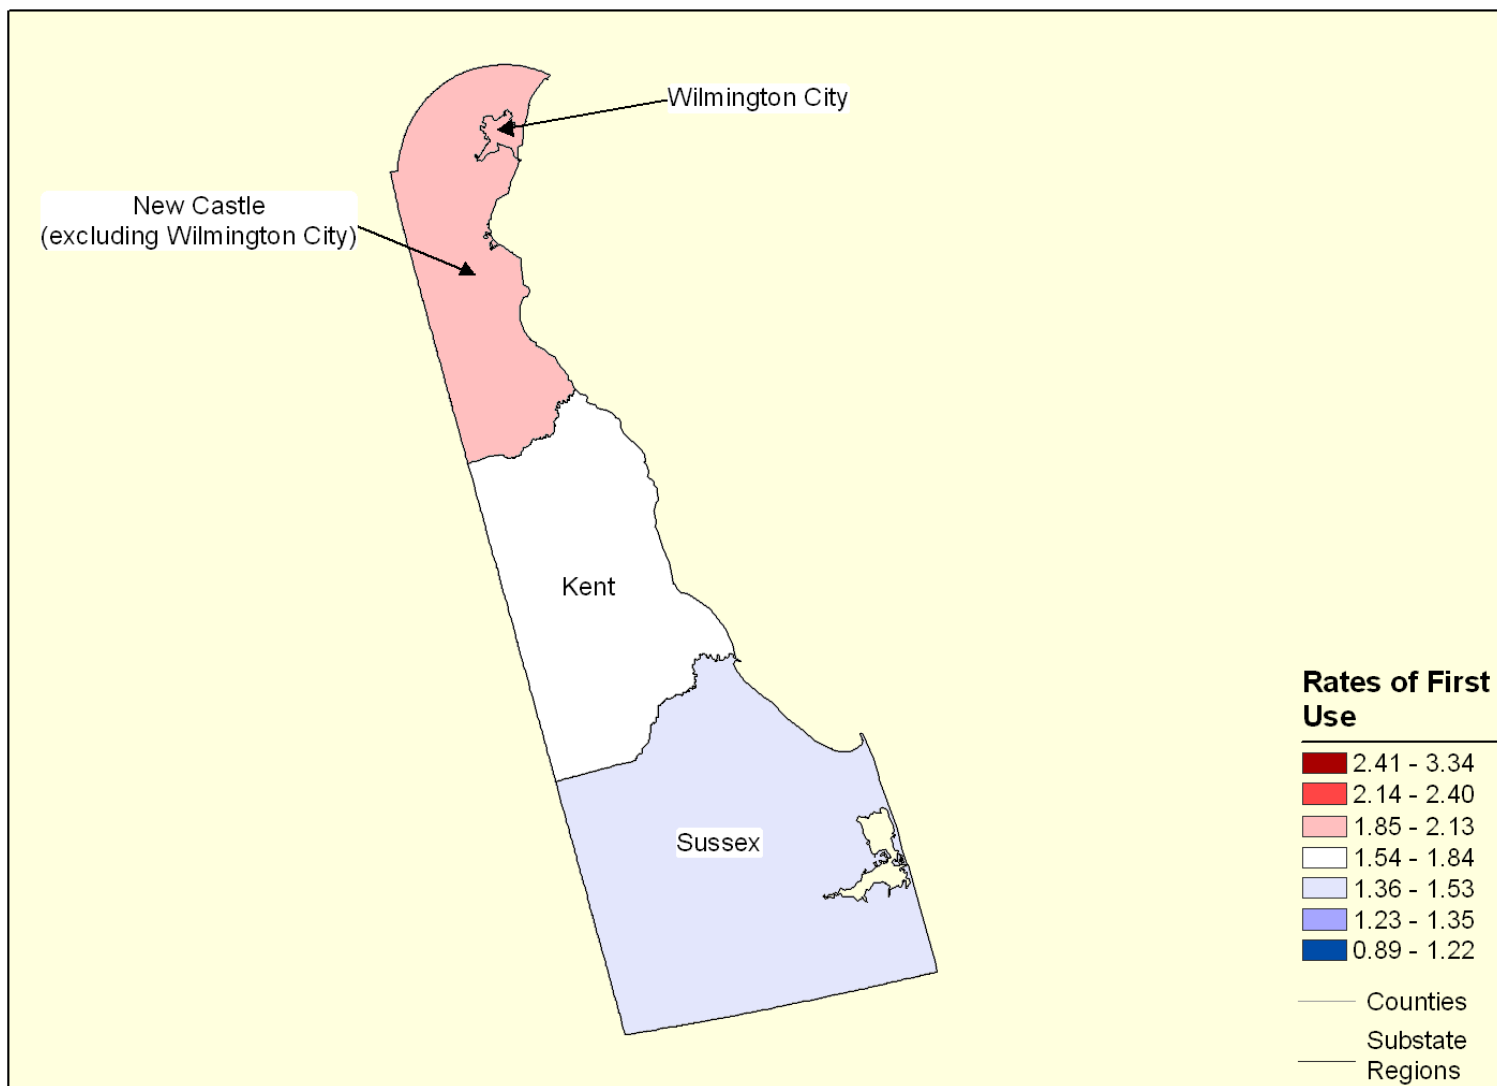 Wilmington City
New Castle
(excluding Wilmington City)
Kent
Sussex
Rates of First
Use
2.41 - 3.34
2.14 - 2.40
1.85 - 2.13
1.54 - 1.84
1.36 - 1.53
1.23 - 1.35
0.89 - 1.22
Counties
Substate
Regions